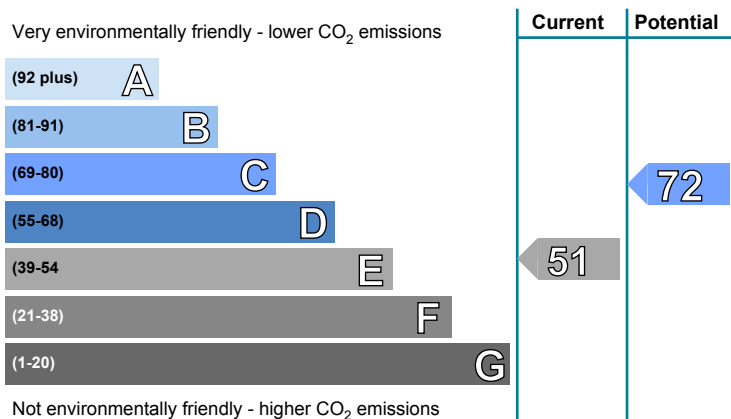 Very environmentally friendly - lower CO₂ emissions
Current
Potential
(92 plus) A
(81-91) B
(69-80) C
72
(55-68) D
(39-54 E
51
(21-38) F
(1-20) G
Not environmentally friendly - higher CO₂ emissions